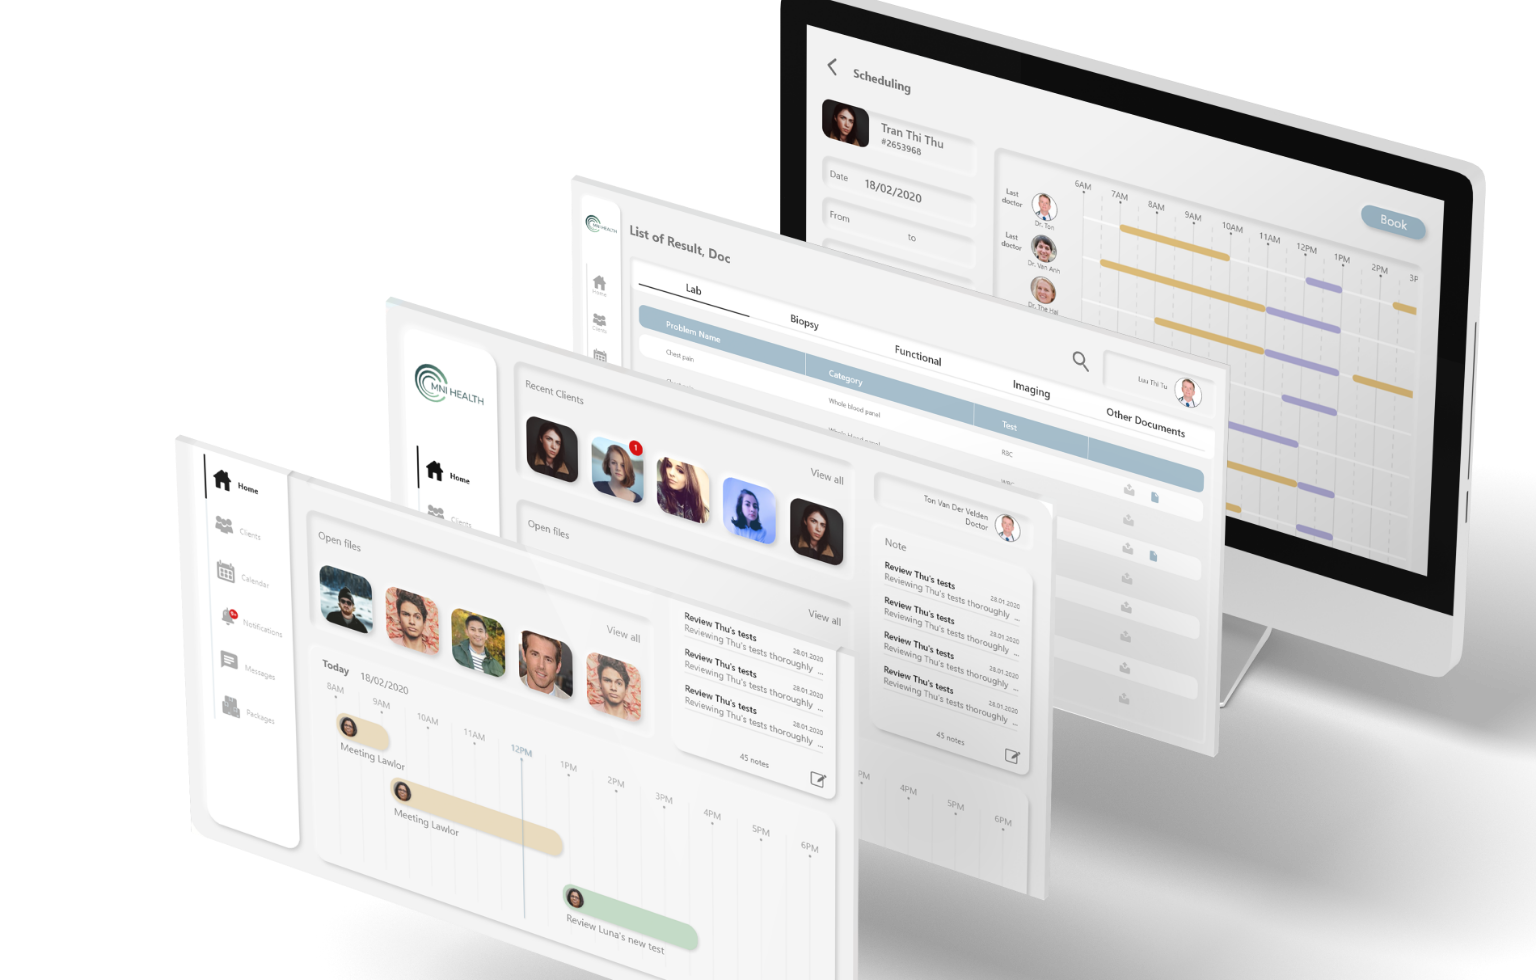 Scheduling
Tran Thi Thu
#2653968
Date 18/02/2020
From
to
Book
6AM 7AM 8AM 9AM 10AM 11AM 12PM 1PM 2PM
Last
doctor
Dr. Ton
Last
doctor
Dr. Van Ann
Dr. The Hai
MNI HEALTH
List of Result, Doc
Home
Clients
Lab Biopsy Functional Imaging Other Documents
Luu Thi Tu
Problem Name Category Test
Chest pain Whole blood panel RBC
Whole blood panel
MNI HEALTH
Home
Clients
Recent Clients
1
View all
Open files
View all
Ton Van Der Velden
Doctor
Note
Review Thu's tests
28.01.2020
Reviewing Thu's tests thoroughly ...
Review Thu's tests
28.01.2020
Reviewing Thu's tests thoroughly ...
Review Thu's tests
28.01.2020
Reviewing Thu's tests thoroughly ...
Review Thu's tests
28.01.2020
Reviewing Thu's tests thoroughly ...
45 notes
PM 4PM 5PM 6PM
Home
Clients
Calendar
9+
Notifications
Messages
Packages
Open files
View all
Review Thu's tests
28.01.2020
Reviewing Thu's tests thoroughly ...
Review Thu's tests
28.01.2020
Reviewing Thu's tests thoroughly ...
Review Thu's tests
28.01.2020
Reviewing Thu's tests thoroughly ...
45 notes
Today 18/02/2020
8AM 9AM 10AM 11AM 12PM 1PM 2PM 3PM 4PM 5PM 6PM
Meeting Lawlor
Meeting Lawlor
Review Luna's new test